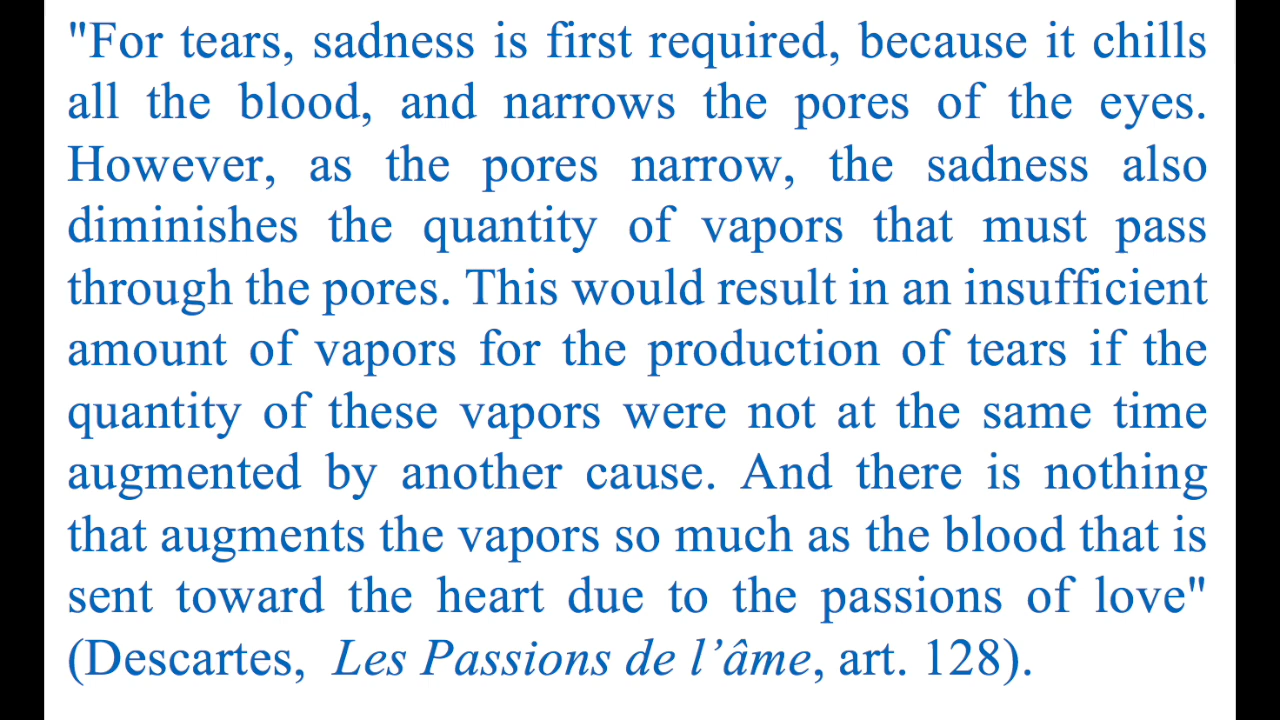 "For tears, sadness is first required, because it chills
all the blood, and narrows the pores of the eyes.
However, as the pores narrow, the sadness also
diminishes the quantity of vapors that must pass
through the pores. This would result in an insufficient
amount of vapors for the production of tears if the
quantity of these vapors were not at the same time
augmented by another cause. And there is nothing
that augments the vapors so much as the blood that is
sent toward the heart due to the passions of love"
(Descartes, Les Passions de l’âme, art. 128).